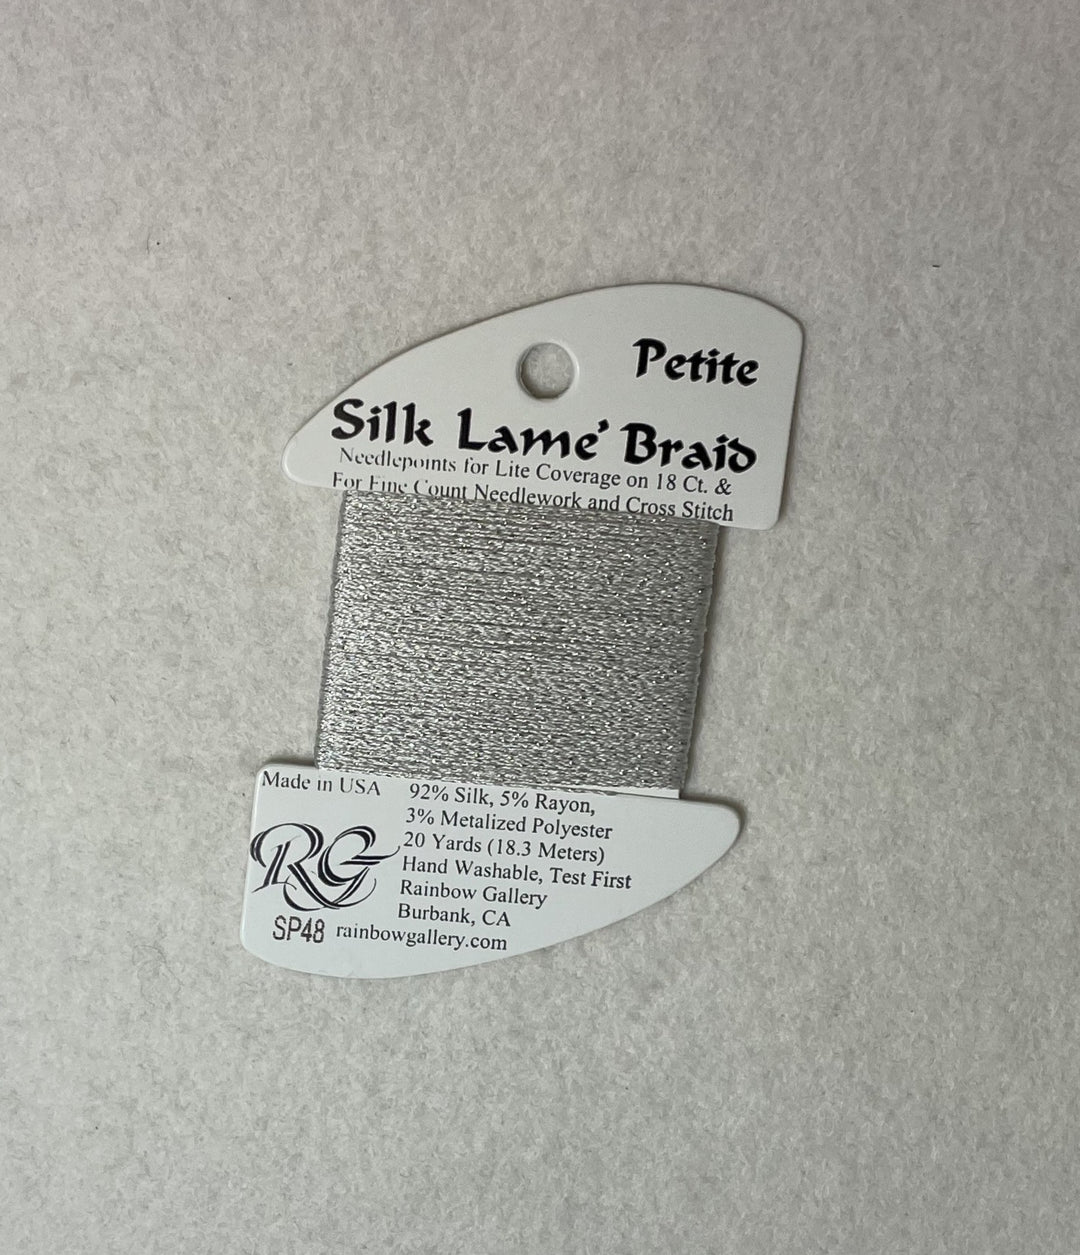 Petite
Silk Lame' Braid
Needlepoints for Lite Coverage on 18 Ct. &
For Fine Count Needlework and Cross Stitch
Made in USA
92% Silk, 5% Rayon,
3% Metalized Polyester
20 Yards (18.3 Meters)
Hand Washable, Test First
Rainbow Gallery
Burbank, CA
RG
SP48 rainbowgallery.com